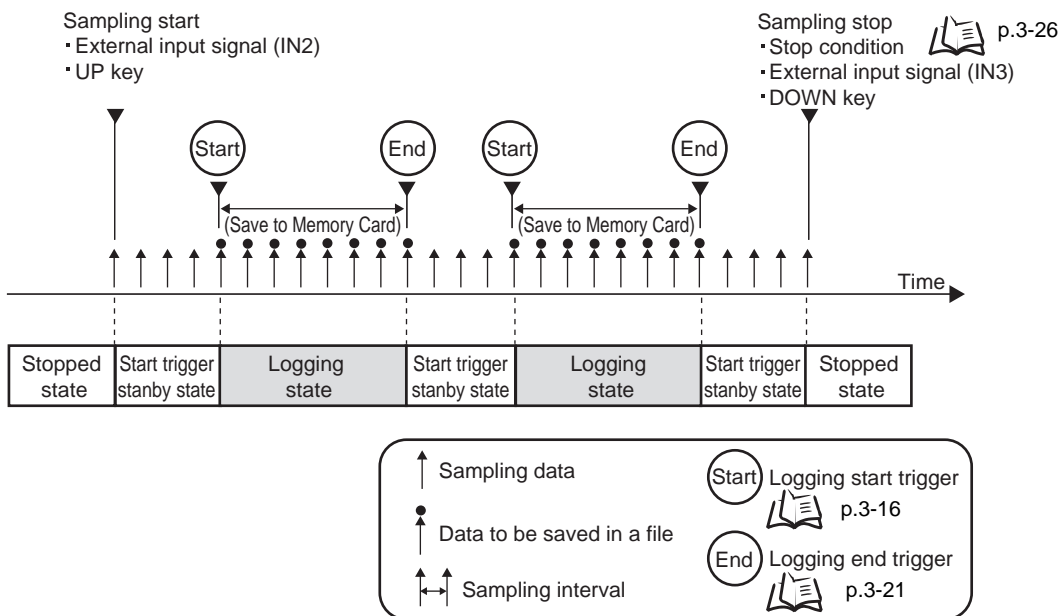 Sampling start
･External input signal (IN2)
･UP key
Sampling stop
･Stop condition p.3-26
･External input signal (IN3)
･DOWN key
Start End Start End
(Save to Memory Card) (Save to Memory Card)
Time
Stopped state
Start trigger stanby state
Logging state
Start trigger stanby state
Logging state
Start trigger stanby state
Stopped state
Sampling data
Data to be saved in a file
Sampling interval
Start Logging start trigger
p.3-16
End Logging end trigger
p.3-21